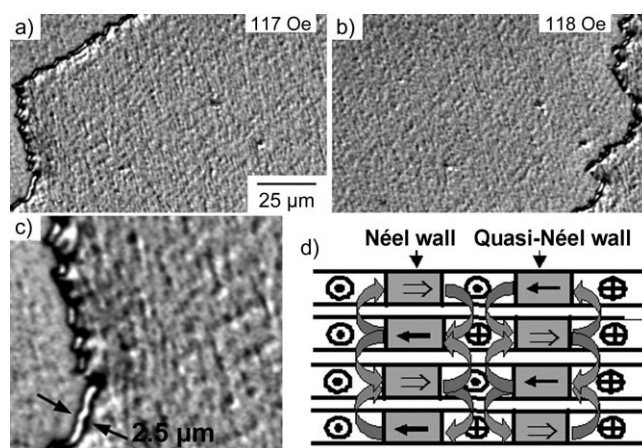 a)
117 Oe
b)
118 Oe
25 µm
c)
2.5 µm
d)
Néel wall
Quasi-Néel wall